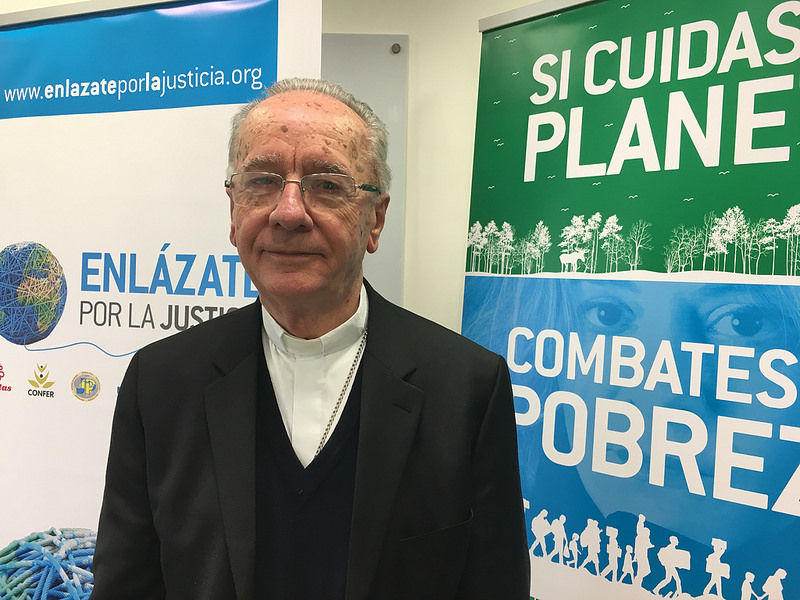 www.enlazateporlajusticia.org
ENLÁZATE
POR LA JUSTIC
CONFER
SI CUIDAS
PLANE
COMBATES
POBREZ